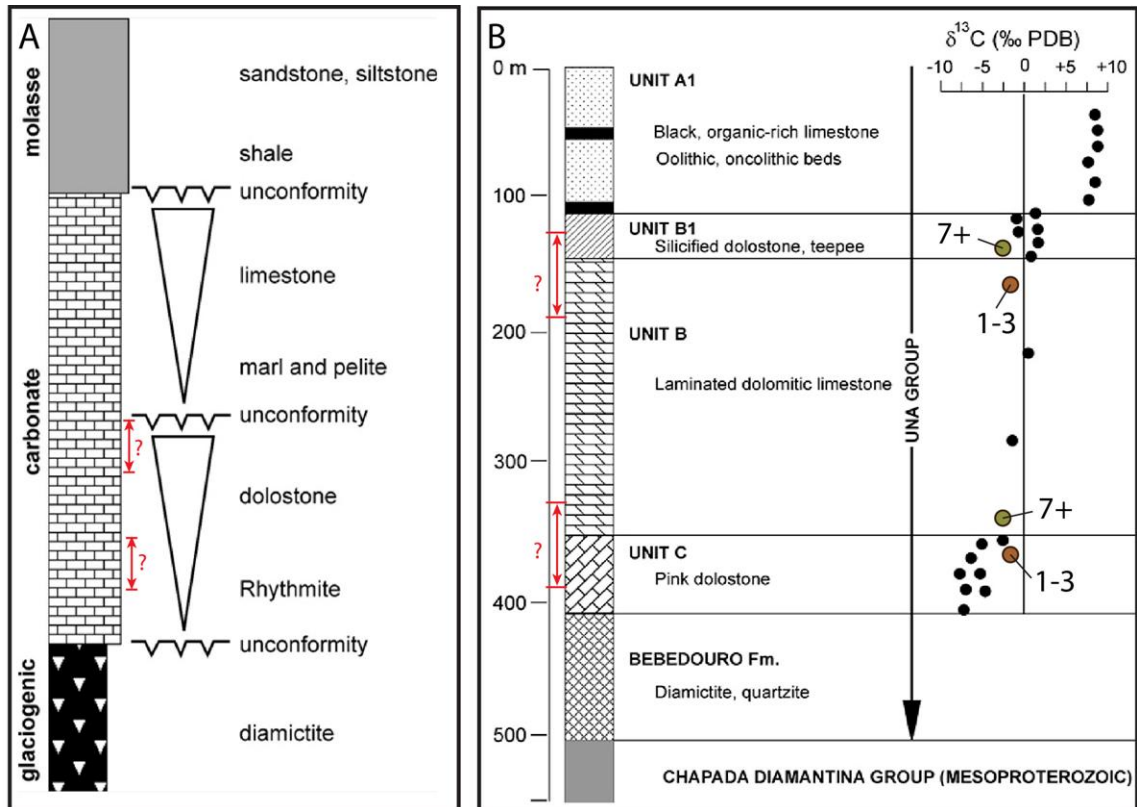 A
molasse
carbonate
glaciogenic
sandstone, siltstone
shale
unconformity
limestone
marl and pelite
unconformity
?
dolostone
?
Rhythmite
unconformity
diamictite
B
δ13C (‰ PDB)
-10 -5 0 +5 +10
0 m
100
200
300
400
500
UNIT A1
Black, organic-rich limestone
Oolithic, oncolithic beds
UNIT B1
Silicified dolostone, teepee
7+
?
1-3
UNIT B
Laminated dolomitic limestone
UNA GROUP
7+
?
UNIT C
Pink dolostone
1-3
BEBEDOURO Fm.
Diamictite, quartzite
CHAPADA DIAMANTINA GROUP (MESOPROTEROZOIC)